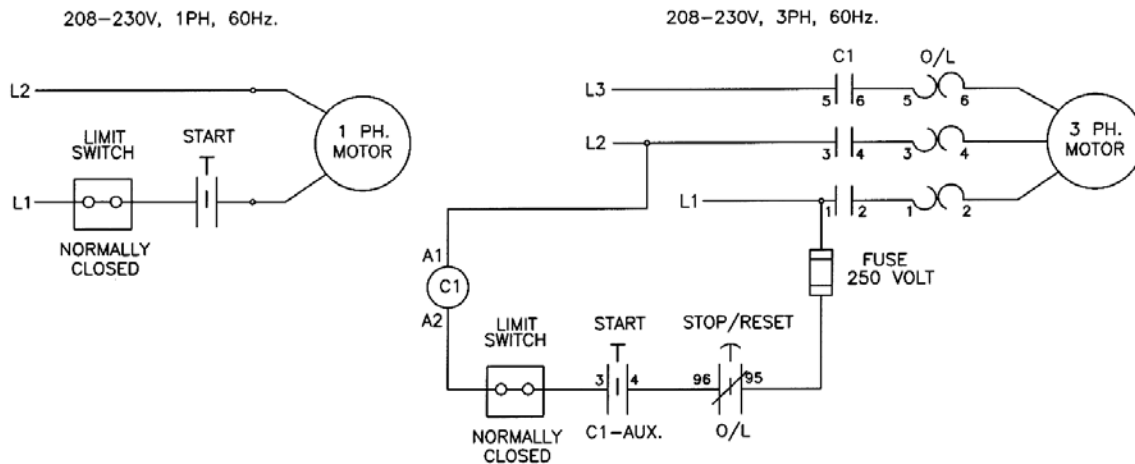 208-230V, 1PH, 60Hz.
L2
LIMIT
SWITCH
START
1 PH.
MOTOR
L1
NORMALLY
CLOSED
208-230V, 3PH, 60Hz.
C1
O/L
L3
5
6
5
6
L2
3
4
3
4
3 PH.
MOTOR
L1
1
2
1
2
FUSE
250 VOLT
A1
C1
A2
LIMIT
SWITCH
START
STOP/RESET
3
4
96
95
C1-AUX.
O/L
NORMALLY
CLOSED